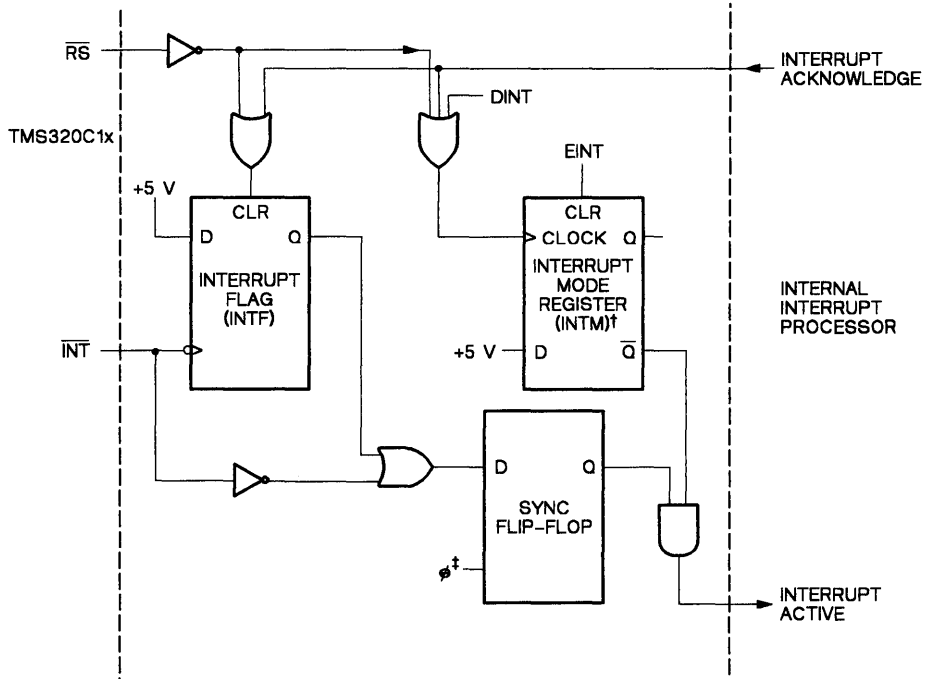 RS
INTERRUPT
ACKNOWLEDGE
DINT
TMS320C1x
EINT
+5 V
CLR
CLR
D
Q
CLOCK
Q
INTERRUPT
FLAG
(INTF)
INTERRUPT
MODE
REGISTER
(INTM)†
INTERNAL
INTERRUPT
PROCESSOR
INT
+5 V
D
Q̅
D
Q
SYNC
FLIP-FLOP
ø‡
INTERRUPT
ACTIVE